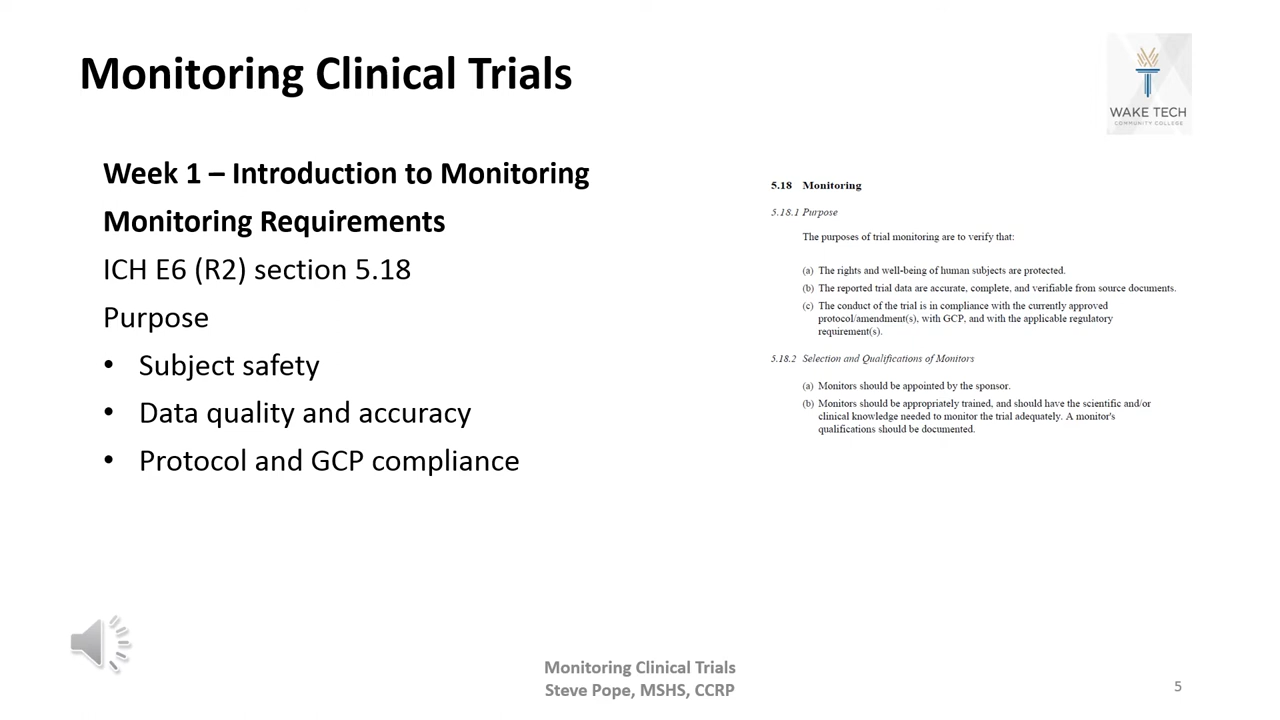 Monitoring Clinical Trials
WAKE TECH
COMMUNITY COLLEGE
Week 1 – Introduction to Monitoring
Monitoring Requirements
ICH E6 (R2) section 5.18
Purpose
• Subject safety
• Data quality and accuracy
• Protocol and GCP compliance
5.18 Monitoring
5.18.1 Purpose
The purposes of trial monitoring are to verify that:
(a) The rights and well-being of human subjects are protected.
(b) The reported trial data are accurate, complete, and verifiable from source documents.
(c) The conduct of the trial is in compliance with the currently approved
protocol/amendment(s), with GCP, and with the applicable regulatory
requirement(s).
5.18.2 Selection and Qualifications of Monitors
(a) Monitors should be appointed by the sponsor.
(b) Monitors should be appropriately trained, and should have the scientific and/or
clinical knowledge needed to monitor the trial adequately. A monitor's
qualifications should be documented.
Monitoring Clinical Trials
Steve Pope, MSHS, CCRP
5